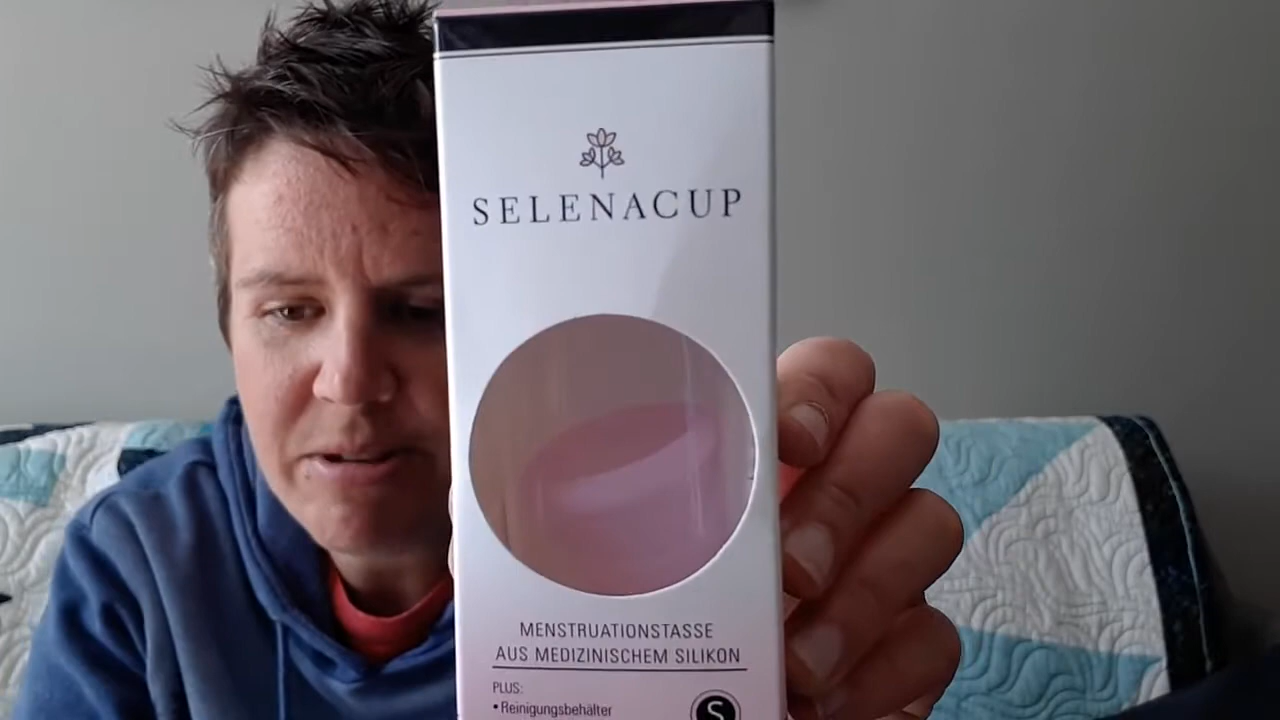 SELENACUP
MENSTRUATIONSTASSE
AUS MEDIZINISCHEM SILIKON
PLUS:
• Reinigungsbehälter
S